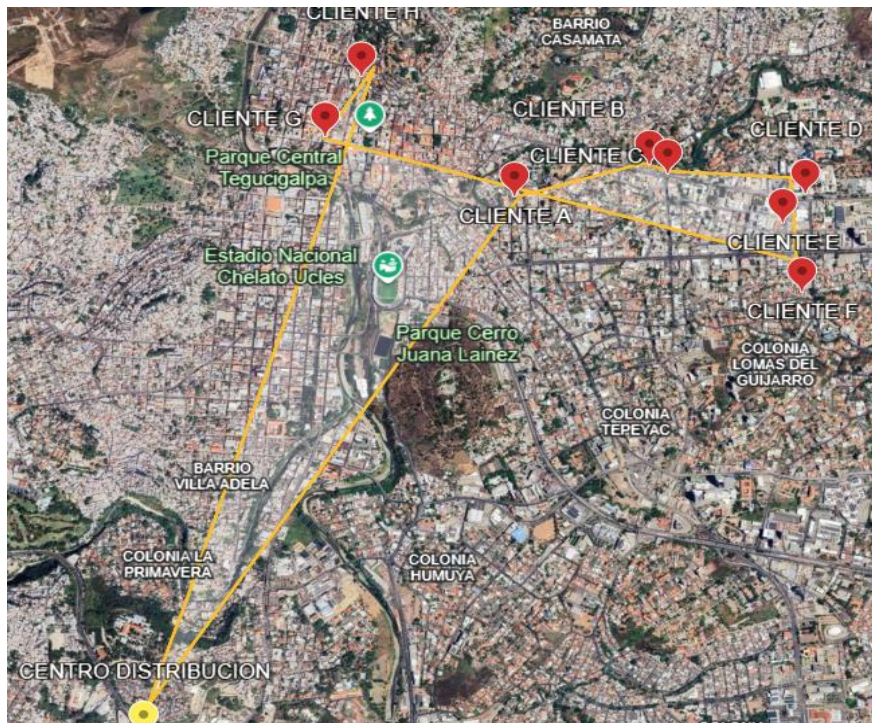 CLIENTE H
BARRIO
CASAMATA
CLIENTE G
CLIENTE B
CLIENTE D
Parque Central
Tegucigalpa
CLIENTE C
CLIENTE A
CLIENTE E
Estadio Nacional
Chelato Ucles
CLIENTE F
Parque Cerro
Juana Lainez
COLONIA
LOMAS DEL
GUIJARRO
COLONIA
TEPEYAC
BARRIO
VILLA ADELA
COLONIA LA
PRIMAVERA
COLONIA
HUMUYA
CENTRO DISTRIBUCION